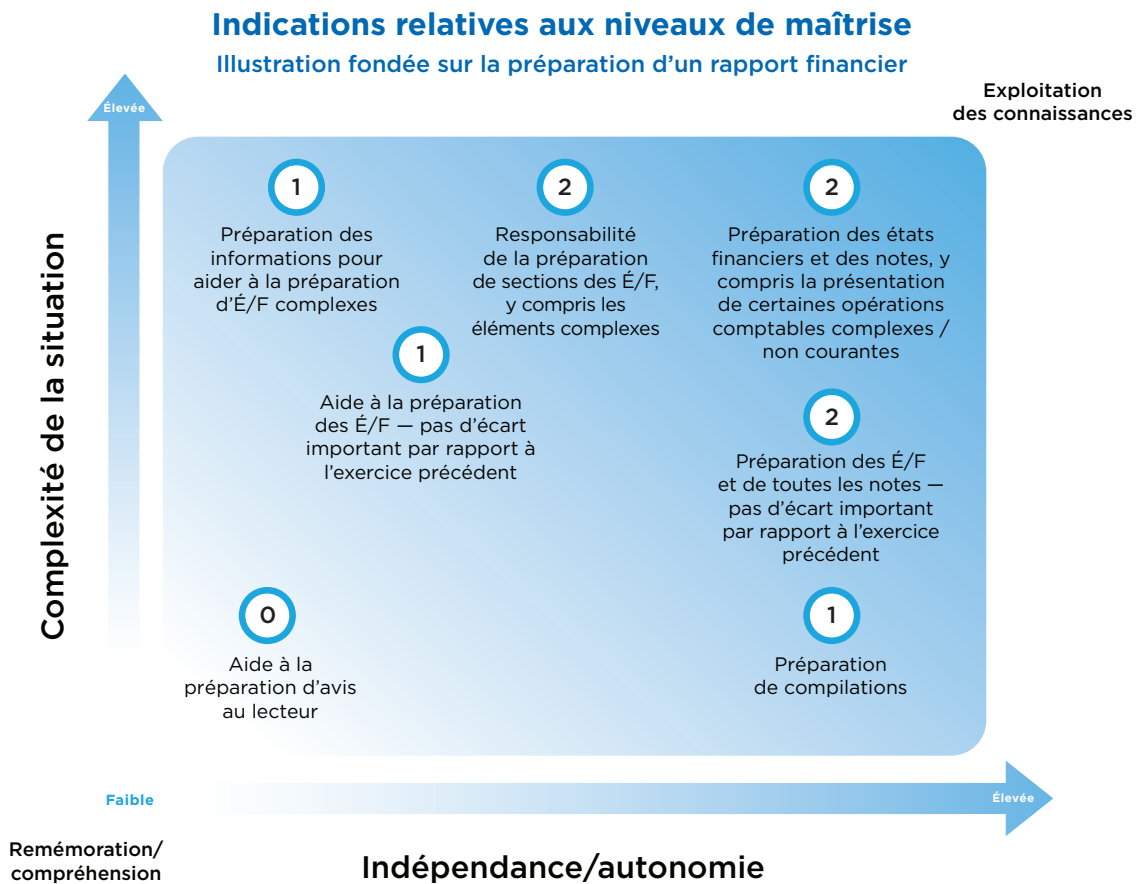 Indications relatives aux niveaux de maîtrise
Illustration fondée sur la préparation d'un rapport financier
Exploitation
des connaissances
Élevée
Complexité de la situation
1
Préparation des
informations pour
aider à la préparation
d'É/F complexes
2
Responsabilité
de la préparation
de sections des É/F,
y compris les
éléments complexes
2
Préparation des états
financiers et des notes, y
compris la présentation
de certaines opérations
comptables complexes /
non courantes
1
Aide à la préparation
des É/F — pas d'écart
important par rapport à
l'exercice précédent
2
Préparation des É/F
et de toutes les notes —
pas d'écart important
par rapport à l'exercice
précédent
0
Aide à la
préparation d'avis
au lecteur
1
Préparation
de compilations
Faible
Élevée
Remémoration/
compréhension
Indépendance/autonomie